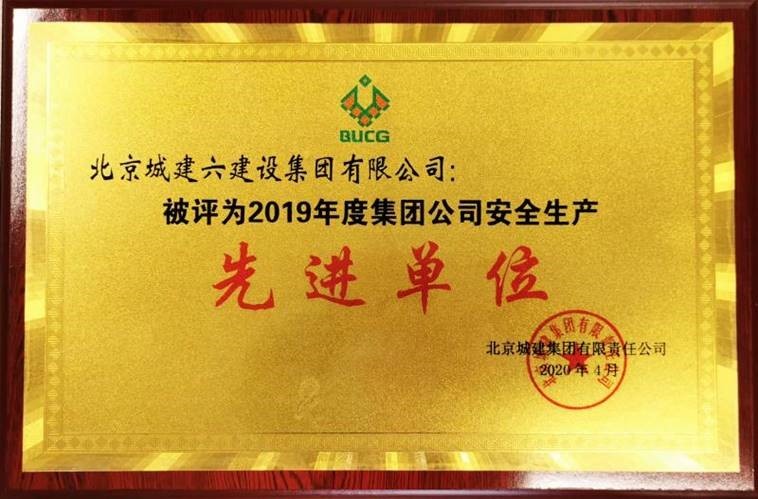 BUCG
北京城建六建设集团有限公司：
被评为2019年度集团公司安全生产
先进单位
北京城建集团有限责任公司
2020年4月